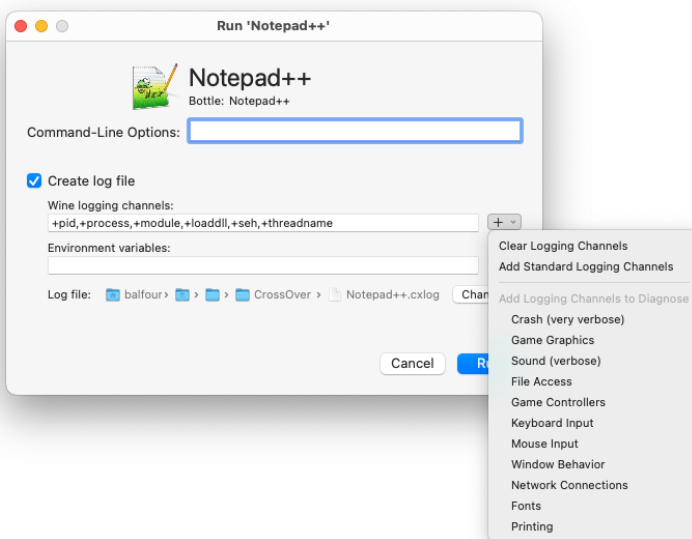 Run 'Notepad++'
Notepad++
Bottle: Notepad++
Command-Line Options:
Create log file
Wine logging channels:
+pid,+process,+module,+loaddll,+seh,+threadname
Environment variables:
Log file: balfour › › › CrossOver › Notepad++.cxlog Chan
Cancel R
Clear Logging Channels
Add Standard Logging Channels
Add Logging Channels to Diagnose
Crash (very verbose)
Game Graphics
Sound (verbose)
File Access
Game Controllers
Keyboard Input
Mouse Input
Window Behavior
Network Connections
Fonts
Printing